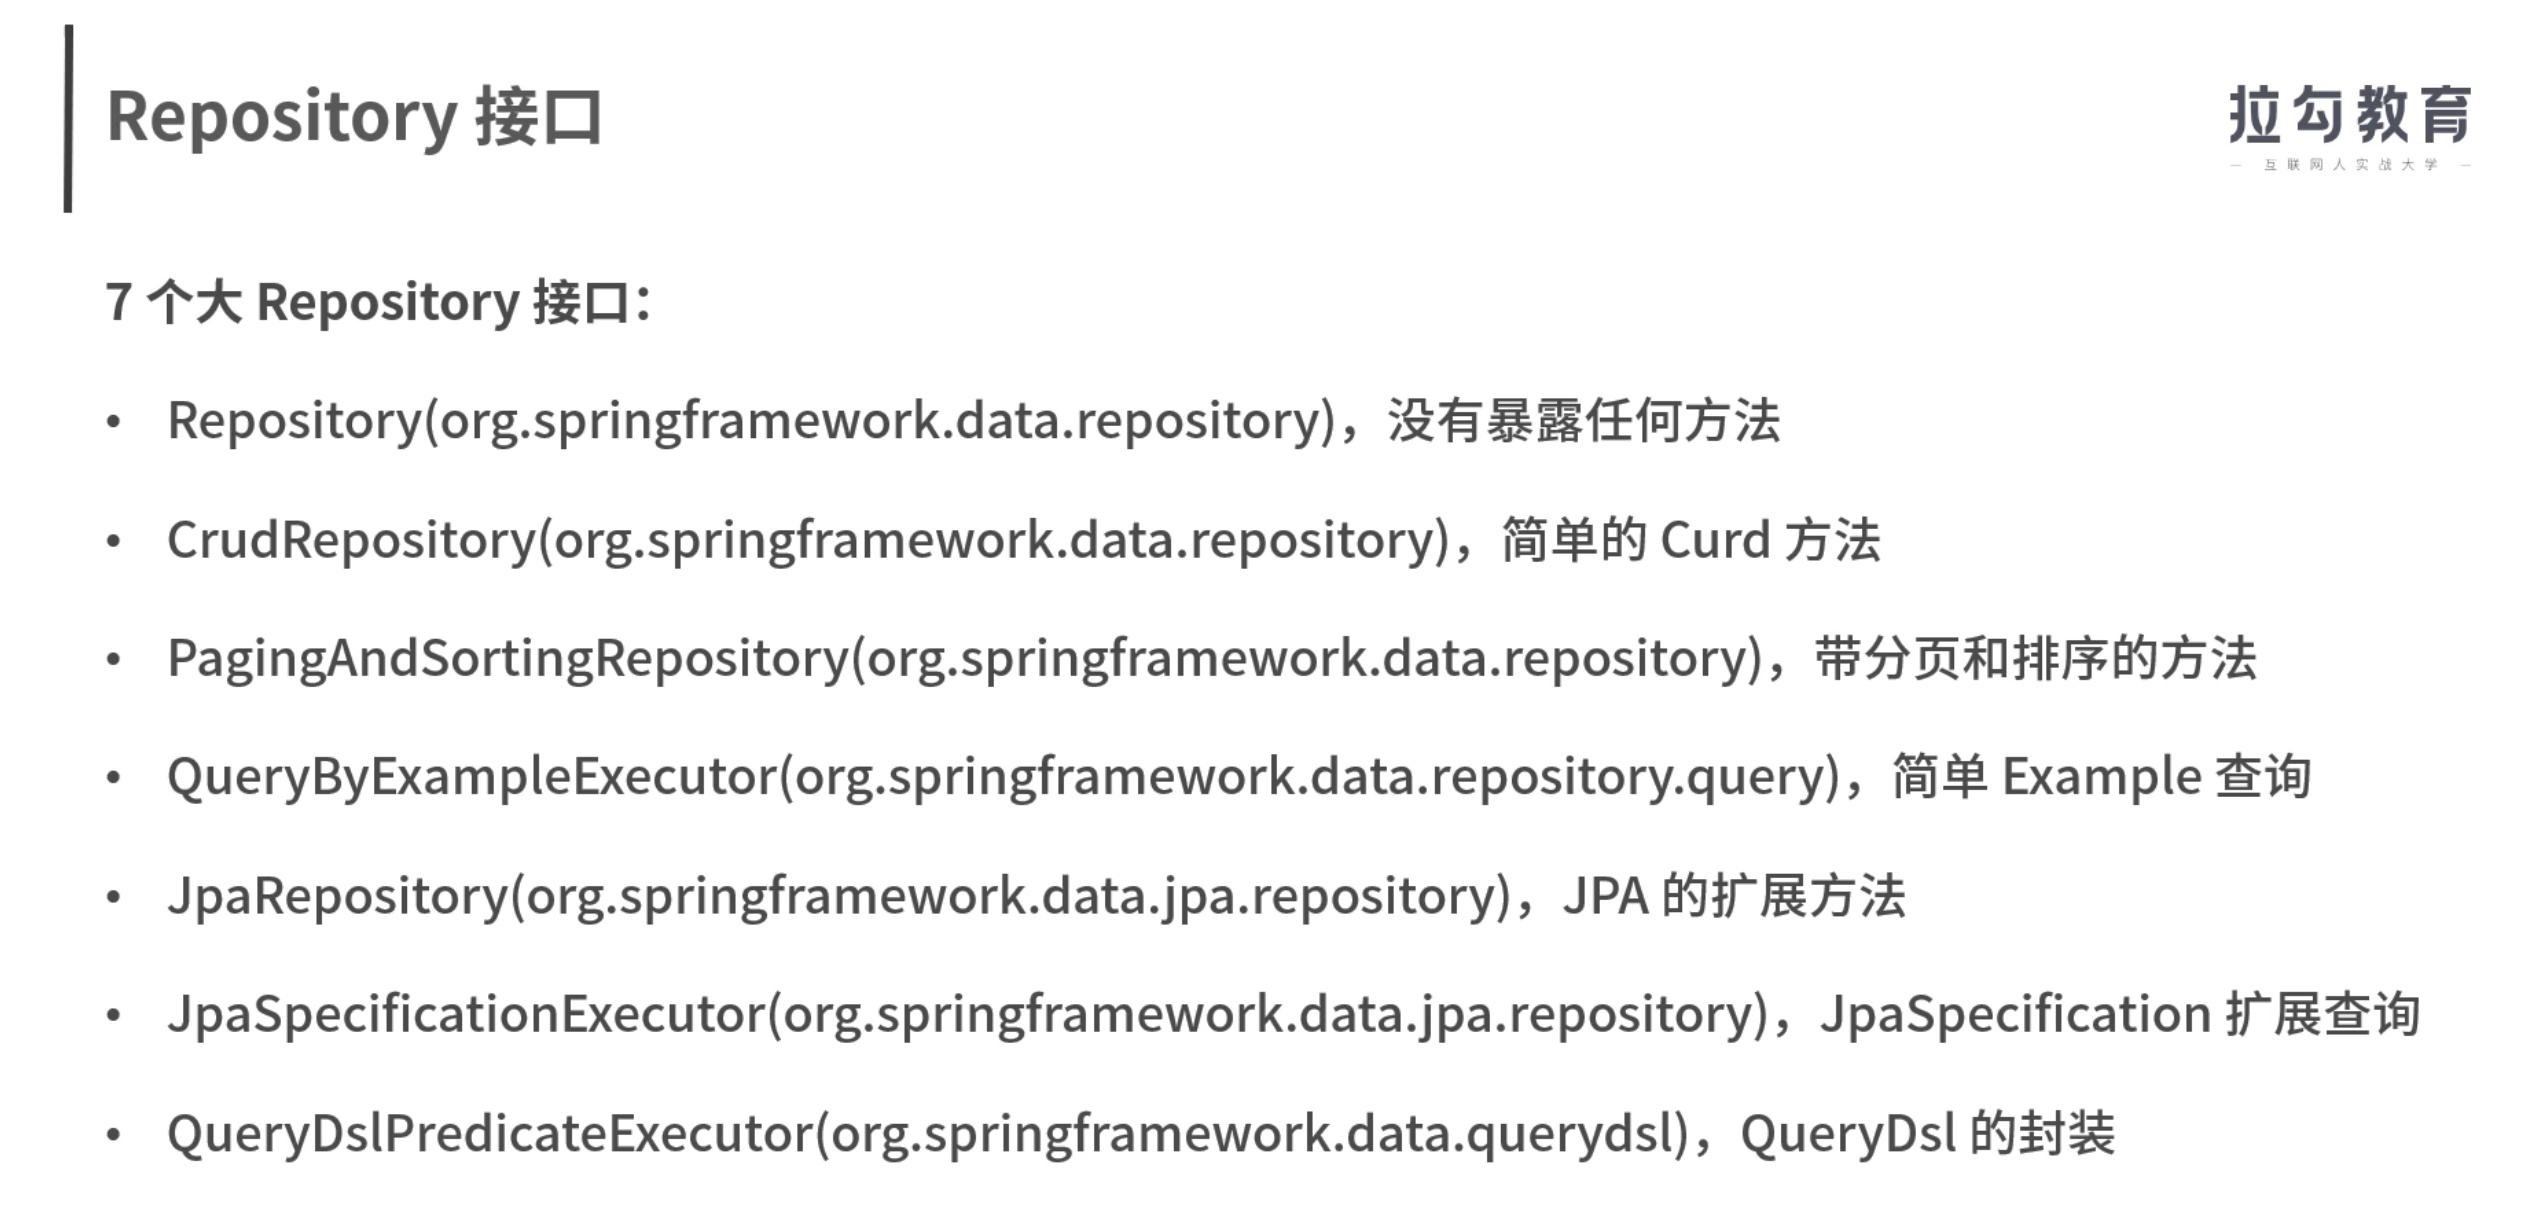 Repository 接口
拉勾教育
— 互联网人实战大学 —
7 个大 Repository 接口：
• Repository(org.springframework.data.repository)，没有暴露任何方法
• CrudRepository(org.springframework.data.repository)，简单的 Curd 方法
• PagingAndSortingRepository(org.springframework.data.repository)，带分页和排序的方法
• QueryByExampleExecutor(org.springframework.data.repository.query)，简单 Example 查询
• JpaRepository(org.springframework.data.jpa.repository)，JPA 的扩展方法
• JpaSpecificationExecutor(org.springframework.data.jpa.repository)，JpaSpecification 扩展查询
• QueryDslPredicateExecutor(org.springframework.data.querydsl)，QueryDsl 的封装